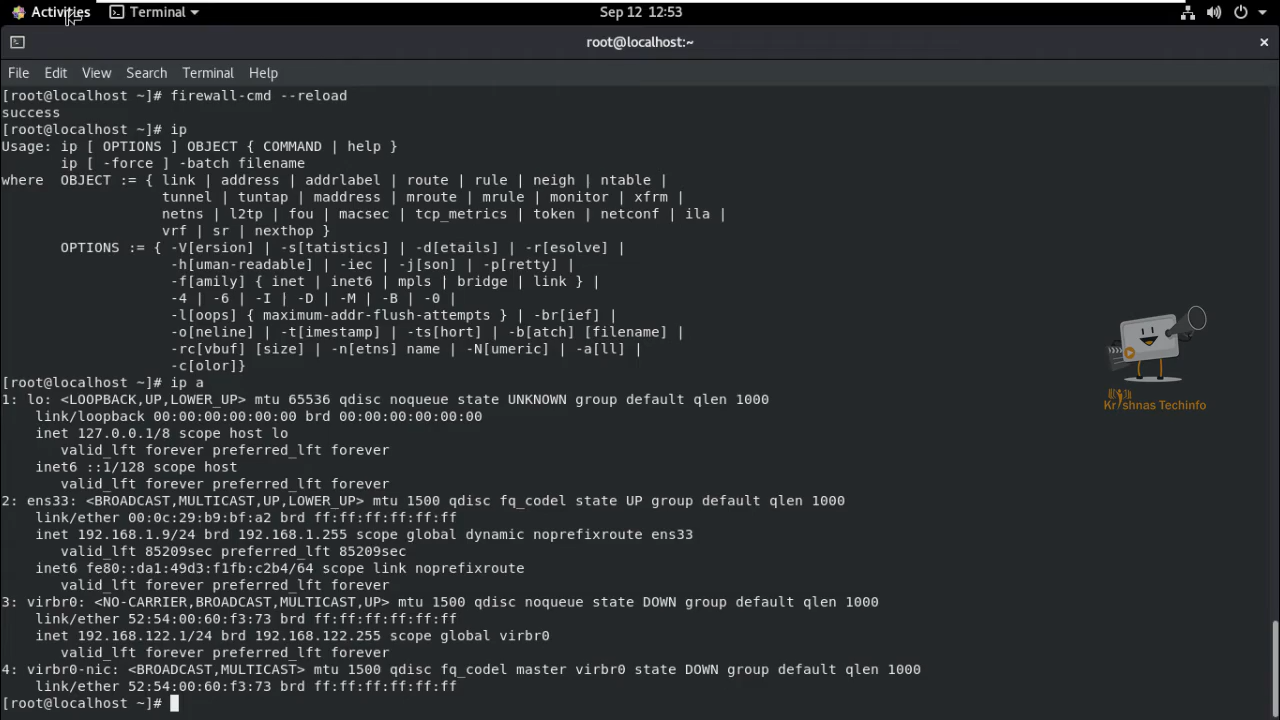 Activities Terminal Sep 12 12:53
root@localhost:~ ×
File Edit View Search Terminal Help
[root@localhost ~]# firewall-cmd --reload
success
[root@localhost ~]# ip
Usage: ip [ OPTIONS ] OBJECT { COMMAND | help }
       ip [ -force ] -batch filename
where  OBJECT := { link | address | addrlabel | route | rule | neigh | ntable |
                   tunnel | tuntap | maddress | mroute | mrule | monitor | xfrm |
                   netns | l2tp | fou | macsec | tcp_metrics | token | netconf | ila |
                   vrf | sr | nexthop }
       OPTIONS := { -V[ersion] | -s[tatistics] | -d[etails] | -r[esolve] |
                    -h[uman-readable] | -iec | -j[son] | -p[retty] |
                    -f[amily] { inet | inet6 | mpls | bridge | link } |
                    -4 | -6 | -I | -D | -M | -B | -0 |
                    -l[oops] { maximum-addr-flush-attempts } | -br[ief] |
                    -o[neline] | -t[imestamp] | -ts[hort] | -b[atch] [filename] |
                    -rc[vbuf] [size] | -n[etns] name | -N[umeric] | -a[ll] |
                    -c[olor]}
[root@localhost ~]# ip a
1: lo: <LOOPBACK,UP,LOWER_UP> mtu 65536 qdisc noqueue state UNKNOWN group default qlen 1000
    link/loopback 00:00:00:00:00:00 brd 00:00:00:00:00:00
    inet 127.0.0.1/8 scope host lo
       valid_lft forever preferred_lft forever
    inet6 ::1/128 scope host
       valid_lft forever preferred_lft forever
2: ens33: <BROADCAST,MULTICAST,UP,LOWER_UP> mtu 1500 qdisc fq_codel state UP group default qlen 1000
    link/ether 00:0c:29:b9:bf:a2 brd ff:ff:ff:ff:ff:ff
    inet 192.168.1.9/24 brd 192.168.1.255 scope global dynamic noprefixroute ens33
       valid_lft 85209sec preferred_lft 85209sec
    inet6 fe80::da1:49d3:f1fb:c2b4/64 scope link noprefixroute
       valid_lft forever preferred_lft forever
3: virbr0: <NO-CARRIER,BROADCAST,MULTICAST,UP> mtu 1500 qdisc noqueue state DOWN group default qlen 1000
    link/ether 52:54:00:60:f3:73 brd ff:ff:ff:ff:ff:ff
    inet 192.168.122.1/24 brd 192.168.122.255 scope global virbr0
       valid_lft forever preferred_lft forever
4: virbr0-nic: <BROADCAST,MULTICAST> mtu 1500 qdisc fq_codel master virbr0 state DOWN group default qlen 1000
    link/ether 52:54:00:60:f3:73 brd ff:ff:ff:ff:ff:ff
[root@localhost ~]#
Krishnas Techinfo